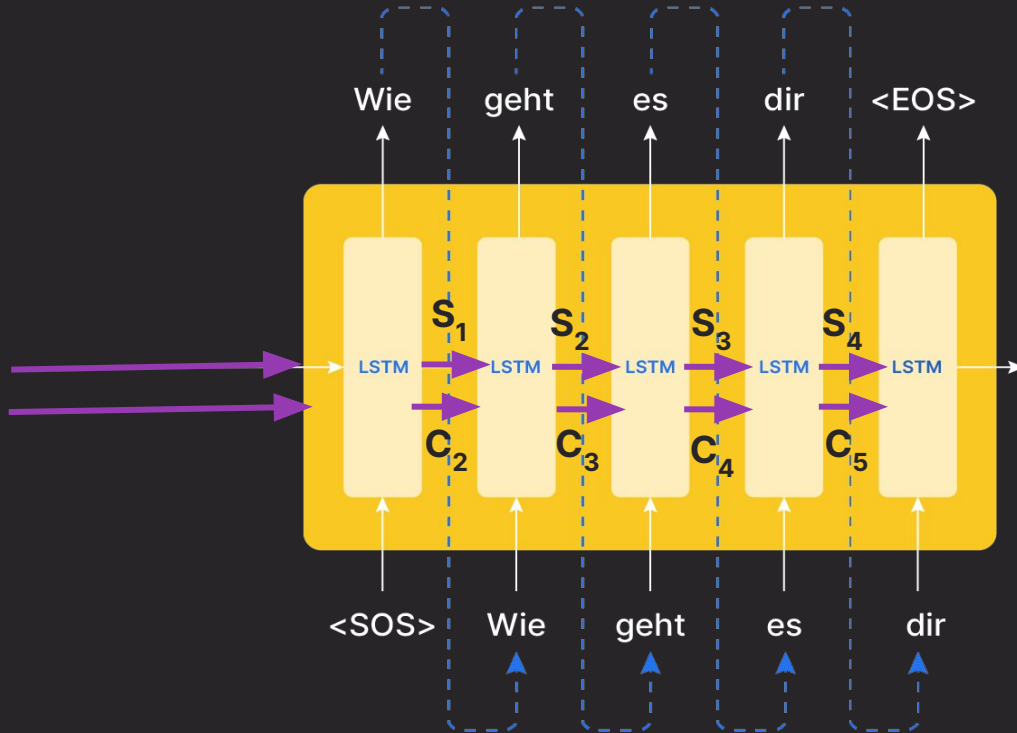 Wie geht es dir <EOS>
S1 S2 S3 S4
LSTM LSTM LSTM LSTM LSTM
C2 C3 C4 C5
<SOS> Wie geht es dir